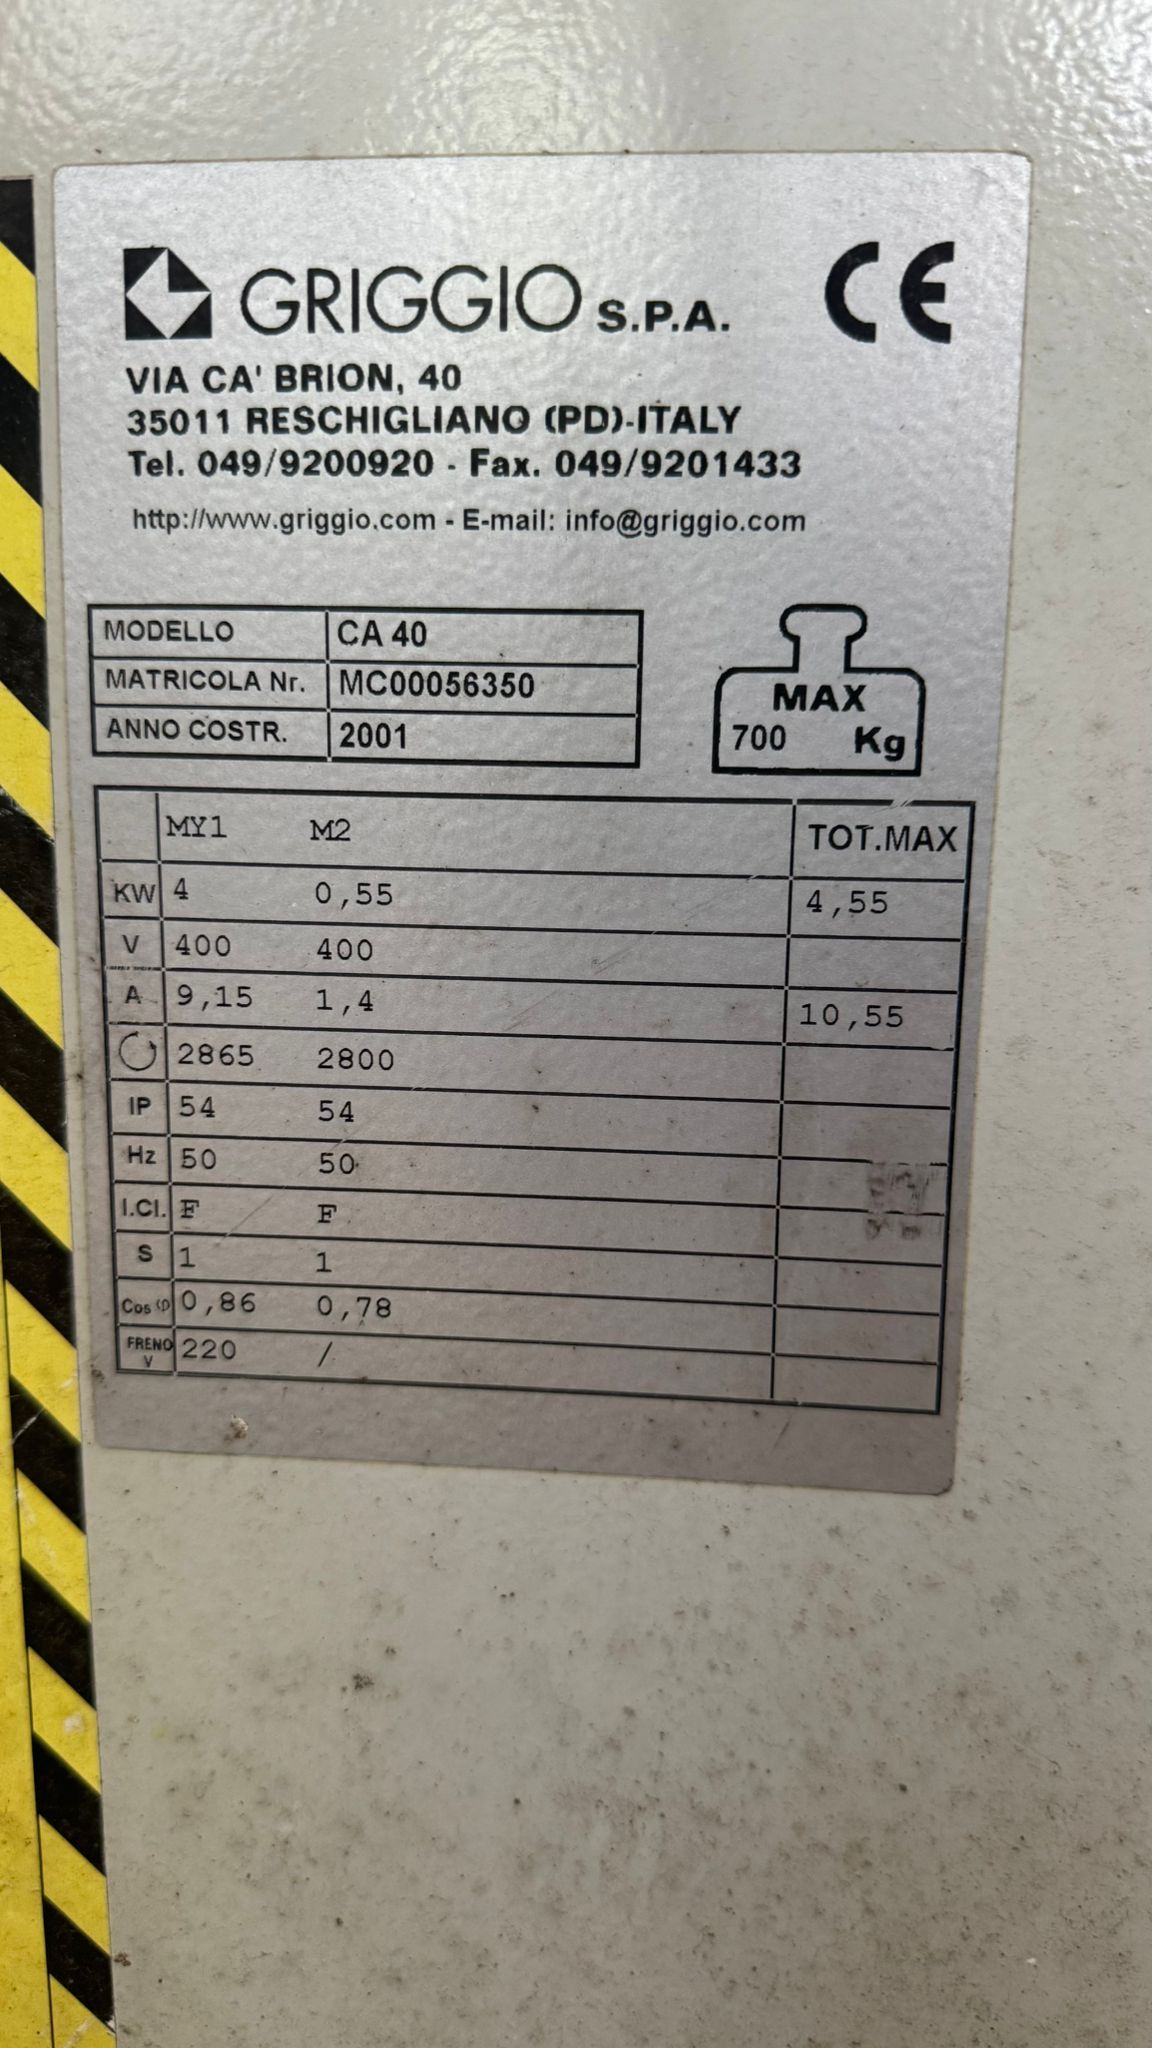 GRIGGIO S.P.A. CE
VIA CA' BRION, 40
35011 RESCHIGLIANO (PD)-ITALY
Tel. 049/9200920 - Fax. 049/9201433
http://www.griggio.com - E-mail: info@griggio.com
MODELLO CA 40
MATRICOLA Nr. MC00056350
ANNO COSTR. 2001
MAX
700 Kg
MY1 M2 TOT.MAX
KW 4 0,55 4,55
V 400 400
A 9,15 1,4 10,55
2865 2800
IP 54 54
Hz 50 50
I.Cl. F F
S 1 1
Cos φ 0,86 0,78
FRENO V 220 /